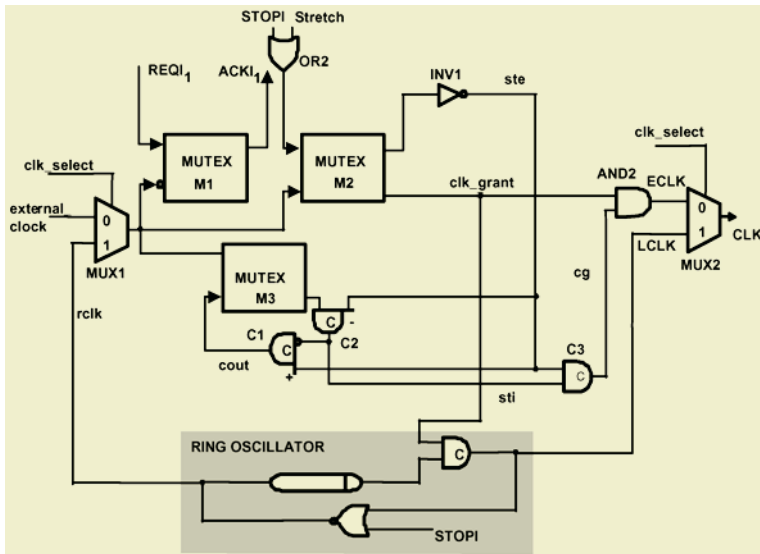 STOPI Stretch
OR2
REQI1
ACKI1
INV1
ste
clk_select
MUTEX
M1
MUTEX
M2
clk_grant
clk_select
AND2
ECLK
external_
clock
0
1
MUX1
0
1
CLK
LCLK
MUX2
MUTEX
M3
cg
rclk
C -
C1
C
C2
C3
C
cout
+
sti
RING OSCILLATOR
C
STOPI